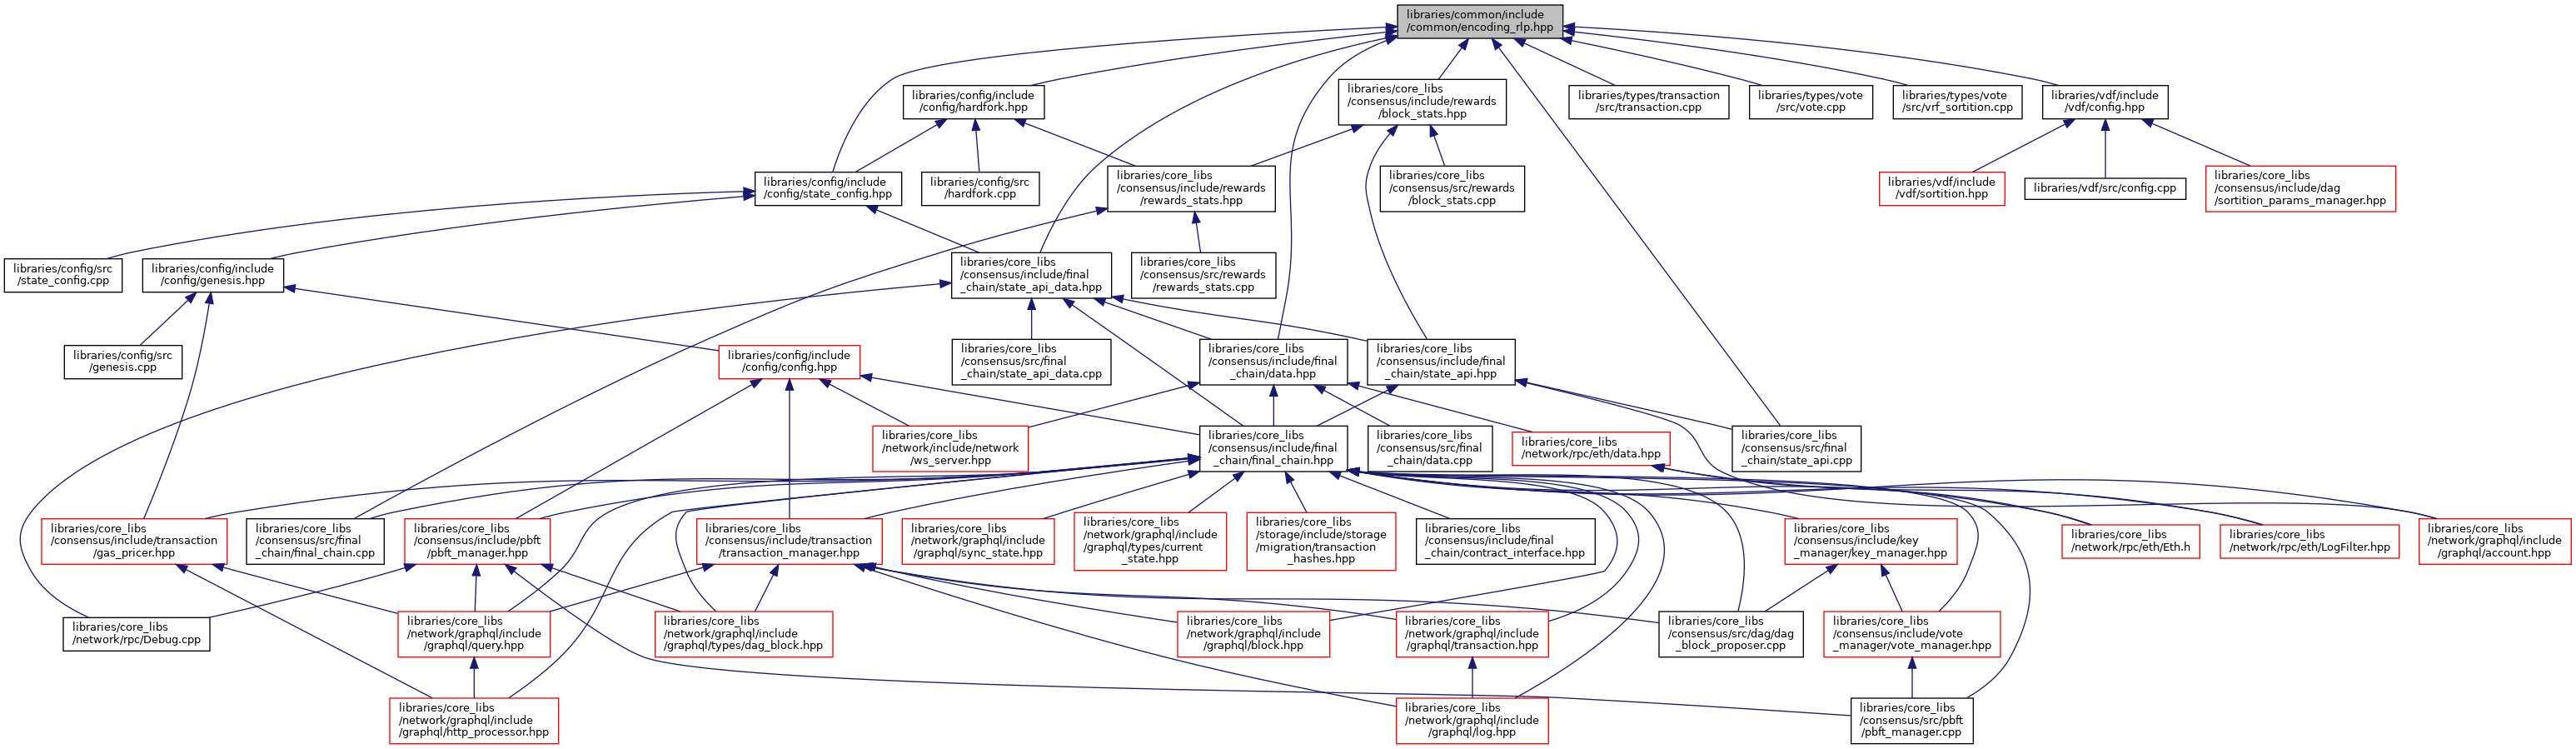 libraries/common/include
/common/encoding_rlp.hpp
libraries/config/include
/config/hardfork.hpp
libraries/core_libs
/consensus/include/rewards
/block_stats.hpp
libraries/types/transaction
/src/transaction.cpp
libraries/types/vote
/src/vote.cpp
libraries/types/vote
/src/vrf_sortition.cpp
libraries/vdf/include
/vdf/config.hpp
libraries/config/include
/config/state_config.hpp
libraries/config/src
/hardfork.cpp
libraries/core_libs
/consensus/include/rewards
/rewards_stats.hpp
libraries/core_libs
/consensus/src/rewards
/block_stats.cpp
libraries/vdf/include
/vdf/sortition.hpp
libraries/vdf/src/config.cpp
libraries/core_libs
/consensus/include/dag
/sortition_params_manager.hpp
libraries/config/src
/state_config.cpp
libraries/config/include
/config/genesis.hpp
libraries/core_libs
/consensus/include/final
_chain/state_api_data.hpp
libraries/core_libs
/consensus/src/rewards
/rewards_stats.cpp
libraries/config/src
/genesis.cpp
libraries/config/include
/config/config.hpp
libraries/core_libs
/consensus/src/final
_chain/state_api_data.cpp
libraries/core_libs
/consensus/include/final
_chain/data.hpp
libraries/core_libs
/consensus/include/final
_chain/state_api.hpp
libraries/core_libs
/network/include/network
/ws_server.hpp
libraries/core_libs
/consensus/include/final
_chain/final_chain.hpp
libraries/core_libs
/consensus/src/final
_chain/data.cpp
libraries/core_libs
/network/rpc/eth/data.hpp
libraries/core_libs
/consensus/src/final
_chain/state_api.cpp
libraries/core_libs
/consensus/include/transaction
/gas_pricer.hpp
libraries/core_libs
/consensus/src/final
_chain/final_chain.cpp
libraries/core_libs
/consensus/include/pbft
/pbft_manager.hpp
libraries/core_libs
/consensus/include/transaction
/transaction_manager.hpp
libraries/core_libs
/network/graphql/include
/graphql/sync_state.hpp
libraries/core_libs
/network/graphql/include
/graphql/types/current
_state.hpp
libraries/core_libs
/storage/include/storage
/migration/transaction
_hashes.hpp
libraries/core_libs
/consensus/include/final
_chain/contract_interface.hpp
libraries/core_libs
/consensus/include/key
_manager/key_manager.hpp
libraries/core_libs
/network/rpc/eth/Eth.h
libraries/core_libs
/network/rpc/eth/LogFilter.hpp
libraries/core_libs
/network/graphql/include
/graphql/account.hpp
libraries/core_libs
/network/rpc/Debug.cpp
libraries/core_libs
/network/graphql/include
/graphql/query.hpp
libraries/core_libs
/network/graphql/include
/graphql/types/dag_block.hpp
libraries/core_libs
/network/graphql/include
/graphql/block.hpp
libraries/core_libs
/network/graphql/include
/graphql/transaction.hpp
libraries/core_libs
/consensus/src/dag/dag
_block_proposer.cpp
libraries/core_libs
/consensus/include/vote
_manager/vote_manager.hpp
libraries/core_libs
/network/graphql/include
/graphql/http_processor.hpp
libraries/core_libs
/network/graphql/include
/graphql/log.hpp
libraries/core_libs
/consensus/src/pbft
/pbft_manager.cpp